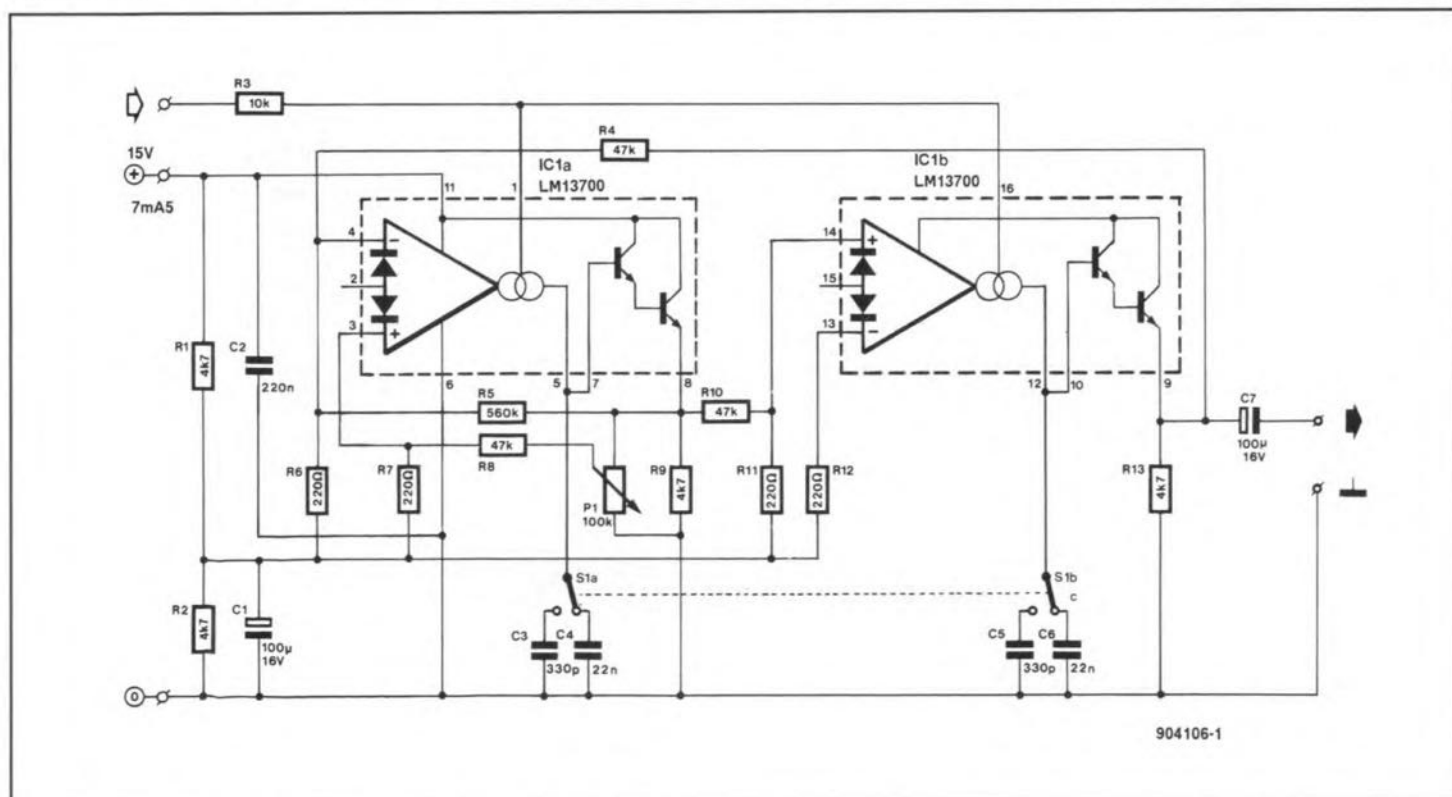 R3
10k
R4
47k
15V
+
7mA5
IC1a
LM13700
IC1b
LM13700
11
1
16
4
-
2
3
+
14
+
15
13
-
6
5
7
8
12
10
9
R1
4k7
C2
220n
R5
560k
R10
47k
R8
47k
R6
220Ω
R7
220Ω
P1
100k
R9
4k7
R11
220Ω
R12
220Ω
C7
100µ
16V
R13
4k7
R2
4k7
C1
100µ
16V
S1a
S1b
c
C3
330p
C4
22n
C5
330p
C6
22n
0
904106-1